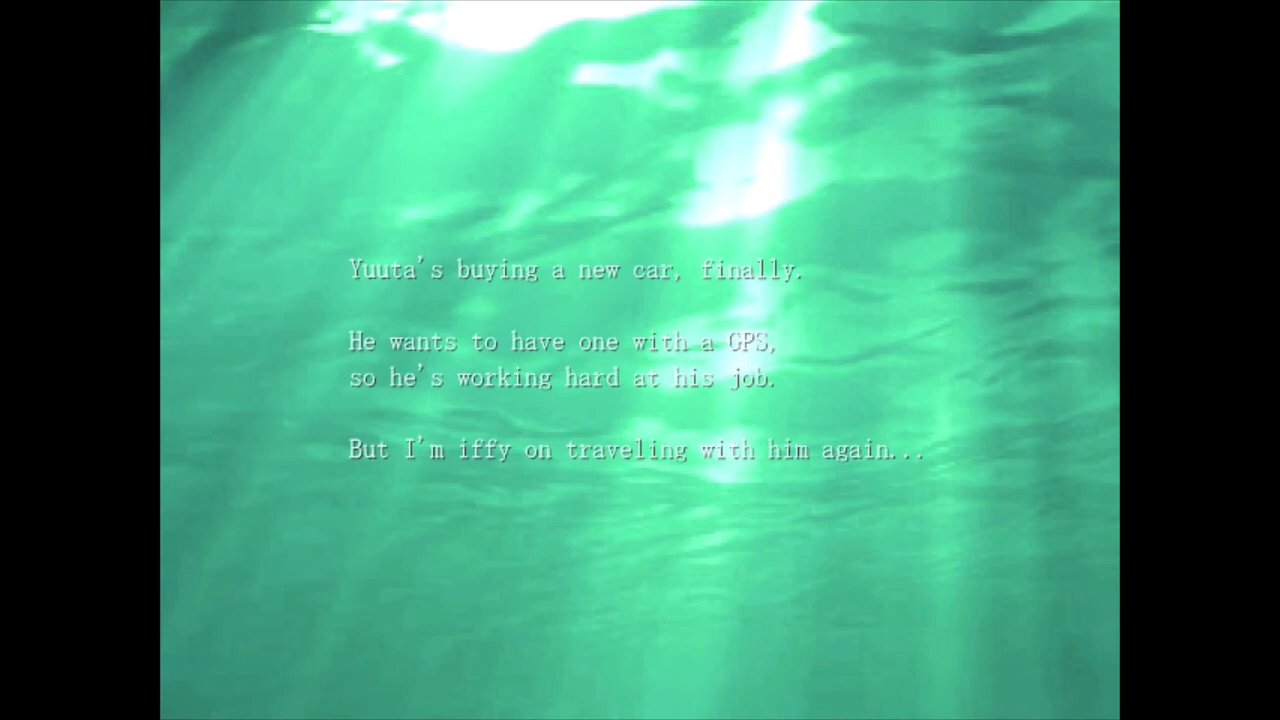 Yuuta's buying a new car, finally.
He wants to have one with a GPS,
so he's working hard at his job.
But I'm iffy on traveling with him again...